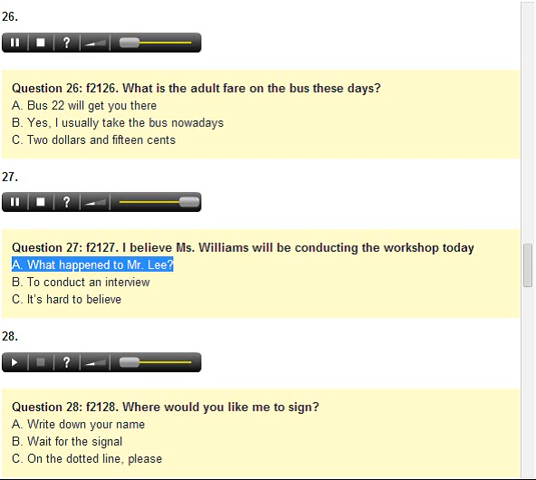 26.
?
Question 26: f2126. What is the adult fare on the bus these days?
A. Bus 22 will get you there
B. Yes, I usually take the bus nowadays
C. Two dollars and fifteen cents
27.
?
Question 27: f2127. I believe Ms. Williams will be conducting the workshop today
A. What happened to Mr. Lee?
B. To conduct an interview
C. It's hard to believe
28.
?
Question 28: f2128. Where would you like me to sign?
A. Write down your name
B. Wait for the signal
C. On the dotted line, please